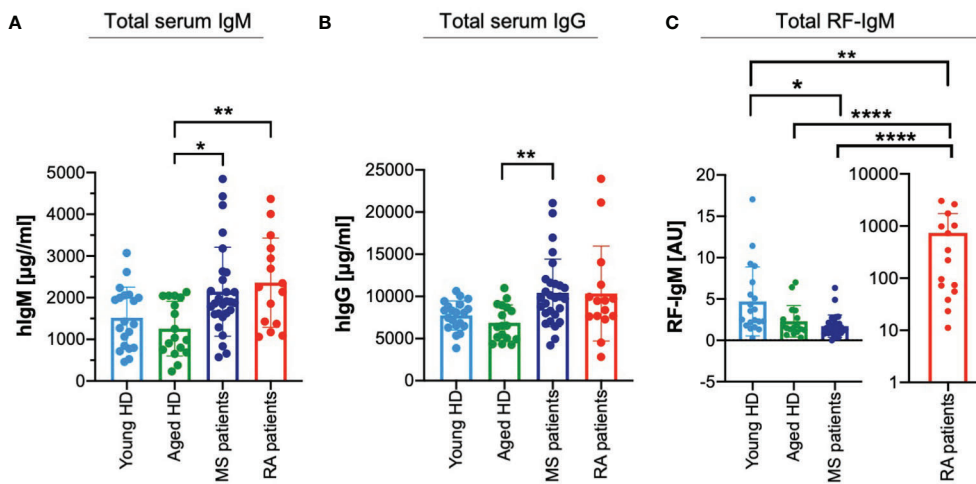 A Total serum IgM
**
*
hIgM [µg//ml]
5000
4000
3000
2000
1000
0
Young HD
Aged HD
MS patients
RA patients
B Total serum IgG
**
hIgG [µg/ml]
25000
20000
15000
10000
5000
0
Young HD
Aged HD
MS patients
RA patients
C Total RF-IgM
**
*
****
****
RF-IgM [AU]
20
15
10
5
0
-5
Young HD
Aged HD
MS patients
1000
100
10
1
RA patients